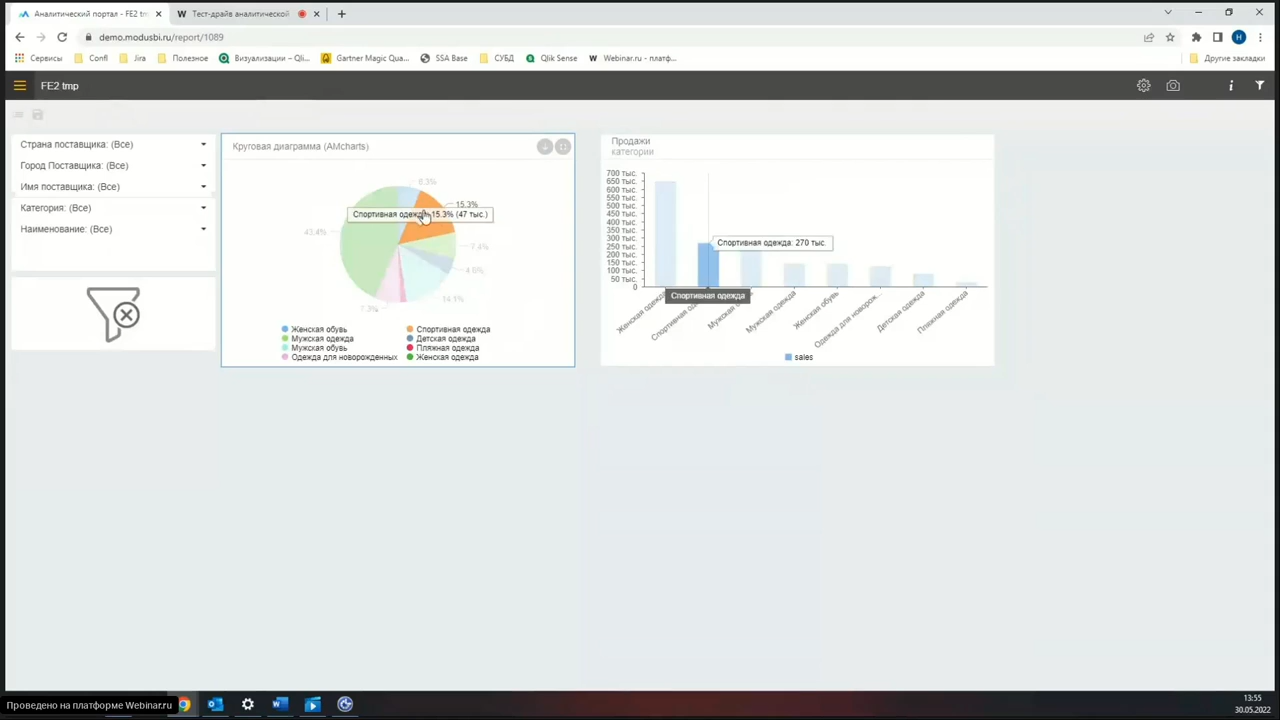 Аналитический портал - FE2 tm
Тест-драйв аналитической
demo.modusbi.ru/report/1089
Сервисы
Confl
Jira
Полезное
Визуализации – Qli...
Gartner Magic Qua...
SSA Base
СУБД
Qlik Sense
Webinar.ru - платф...
Другие закладки
FE2 tmp
Страна поставщика: (Все)
Город Поставщика: (Все)
Имя поставщика: (Все)
Категория: (Все)
Наименование: (Все)
Круговая диаграмма (AMcharts)
6.3%
15.3%
Спортивная одежда: 15.3% (47 тыс.)
43.4%
7.4%
4.6%
14.1%
7.3%
Женская обувь
Спортивная одежда
Мужская одежда
Детская одежда
Мужская обувь
Пляжная одежда
Одежда для новорожденных
Женская одежда
Продажи
категории
700 тыс.
650 тыс.
600 тыс.
550 тыс.
500 тыс.
450 тыс.
400 тыс.
350 тыс.
300 тыс.
250 тыс.
200 тыс.
150 тыс.
100 тыс.
50 тыс.
0
Спортивная одежда: 270 тыс.
Спортивная одежда
Женская одежда
Мужская одежда
Женская обувь
Одежда для новорож...
Детская одежда
Пляжная одежда
sales
Проведено на платформе Webinar.ru
13:55
30.05.2022